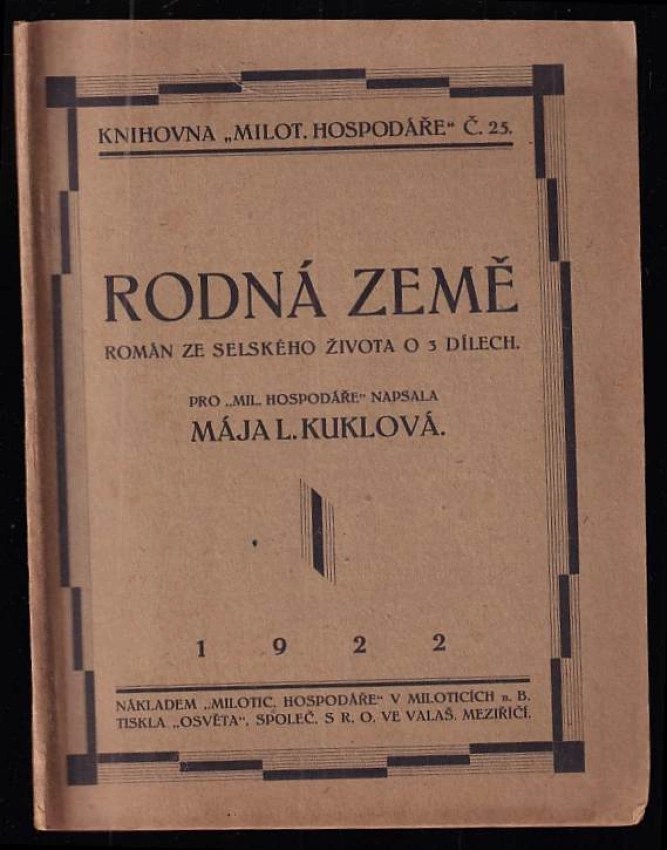 KNIHOVNA „MILOT. HOSPODÁŘE“ Č. 25.
RODNÁ ZEMĚ
ROMÁN ZE SELSKÉHO ŽIVOTA O 3 DÍLECH.
PRO „MIL. HOSPODÁŘE“ NAPSALA
MÁJA L. KUKLOVÁ.
1 9 2 2
NÁKLADEM „MILOTIC. HOSPODÁŘE“ V MILOTICÍCH n. B.
TISKLA „OSVĚTA“, SPOLEČ. S R. O. VE VALAŠ. MEZIŘÍČÍ.